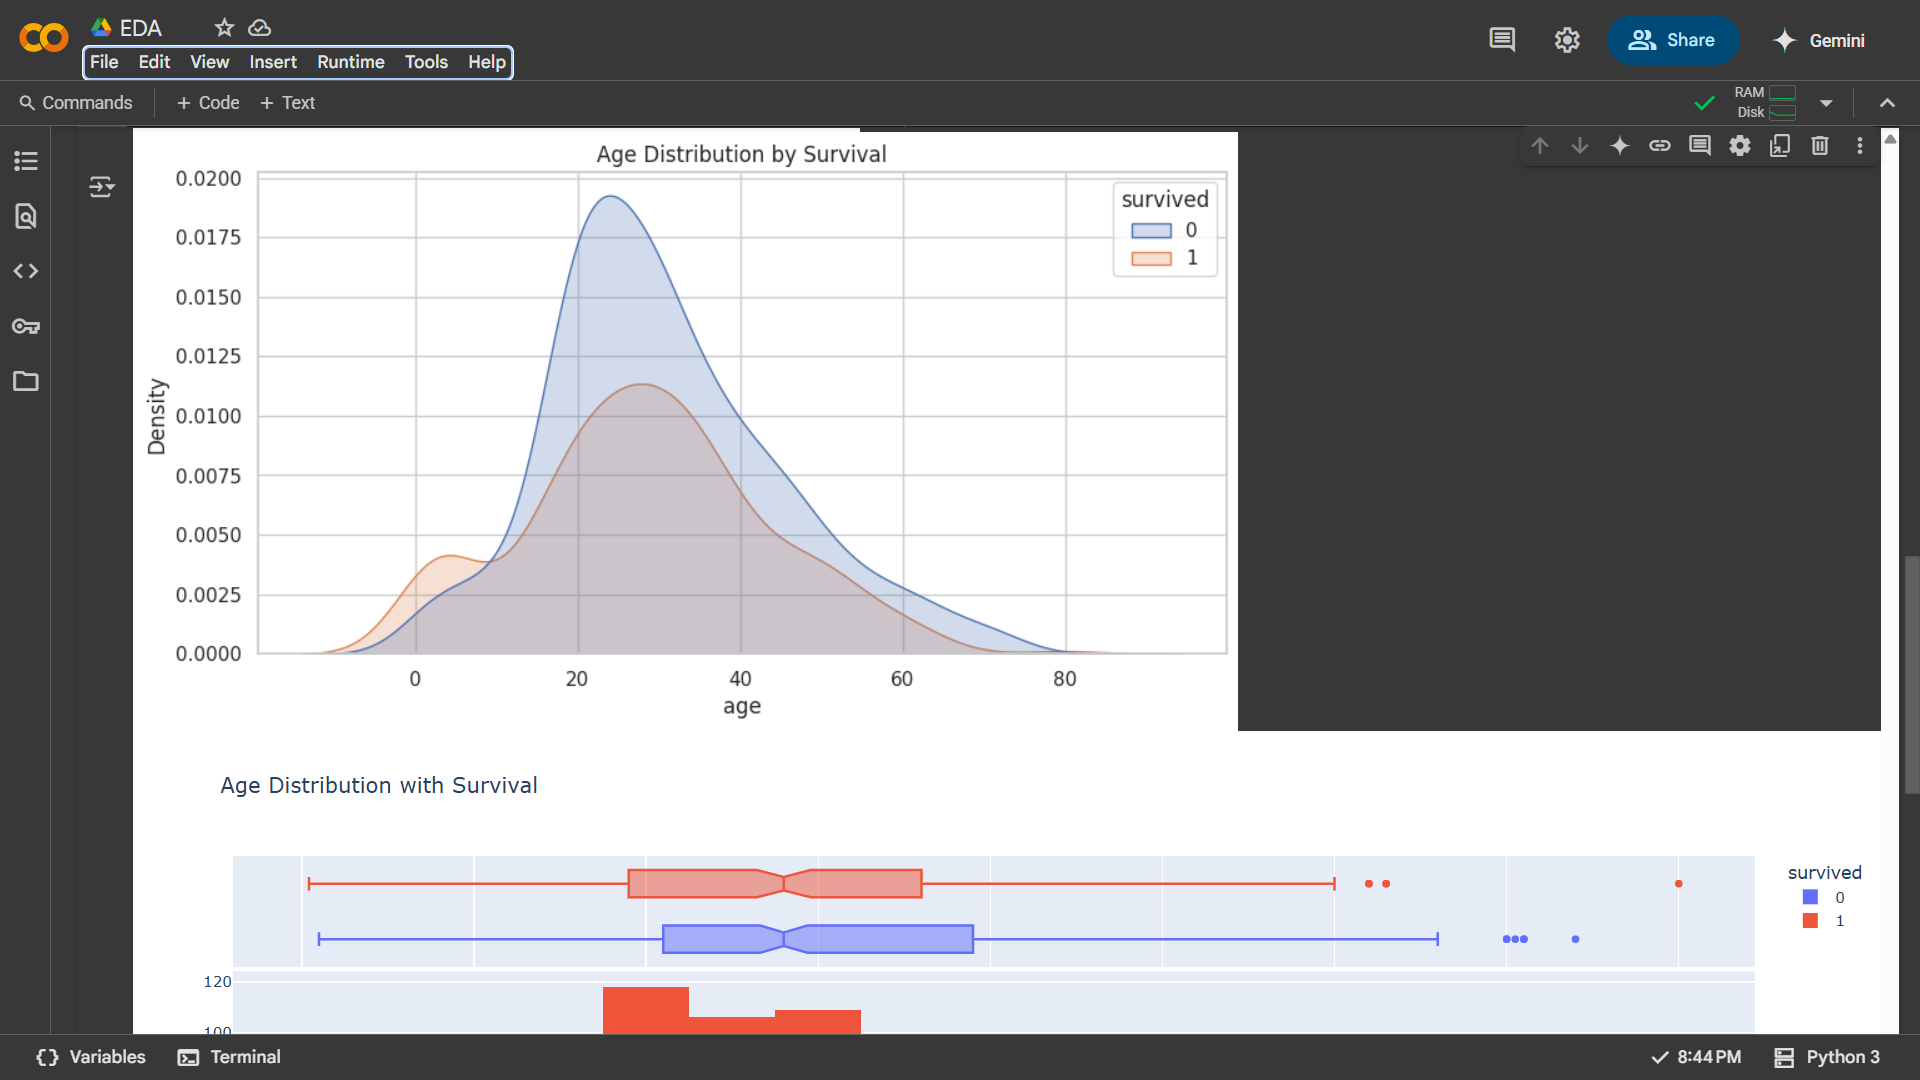 EDA
File Edit View Insert Runtime Tools Help
Share
Gemini
Commands + Code + Text
RAM
Disk
Age Distribution by Survival
survived
0
1
0.0200
0.0175
0.0150
0.0125
0.0100
0.0075
0.0050
0.0025
0.0000
Density
0 20 40 60 80
age
Age Distribution with Survival
survived
0
1
120
100
Variables Terminal 8:44 PM Python 3